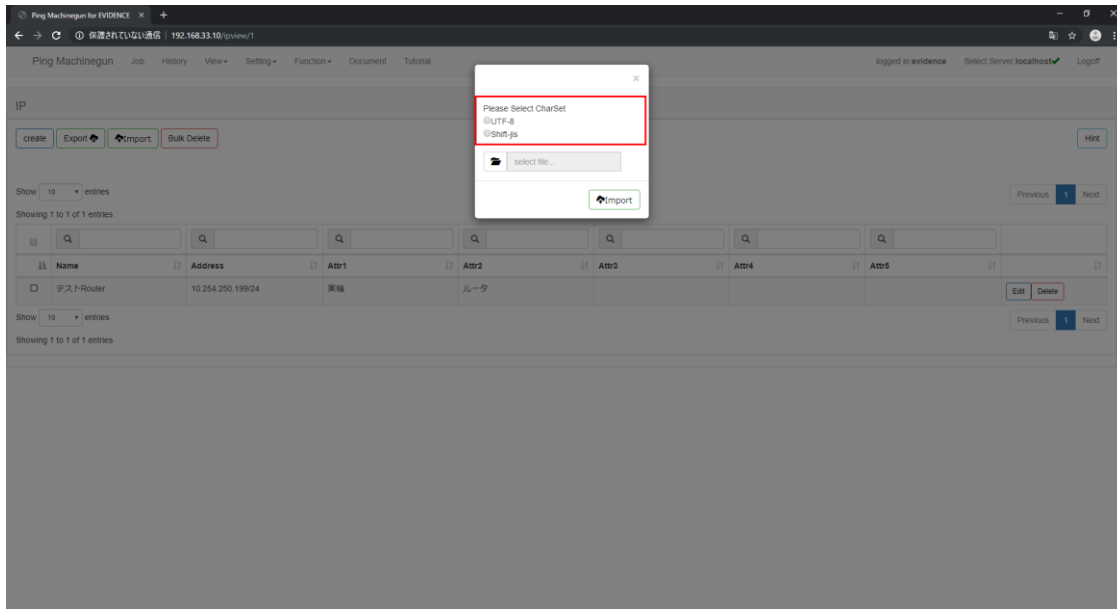 Ping Machinegun for EVIDENCE × +
保護されていない通信 | 192.168.33.10/ipview/1
Ping Machinegun Job History View Setting Function Document Tutorial logged in evidence Select Server:localhost✔ Logoff
×
IP
Please Select CharSet
UTF-8
Shift-jis
create Export Import Bulk Delete Hint
select file...
Import
Show 10 entries
Previous 1 Next
Showing 1 to 1 of 1 entries
Name Address Attr1 Attr2 Attr3 Attr4 Attr5
テストRouter 10.254.250.199/24 実機 ルータ Edit Delete
Show 10 entries
Previous 1 Next
Showing 1 to 1 of 1 entries